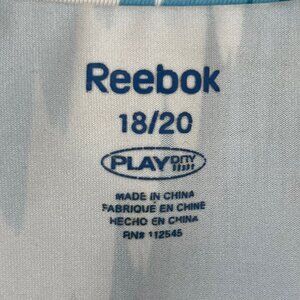 Reebok
18/20
PLAYDRY
MADE IN CHINA
FABRIQUE EN CHINE
HECHO EN CHINA
RN# 112545